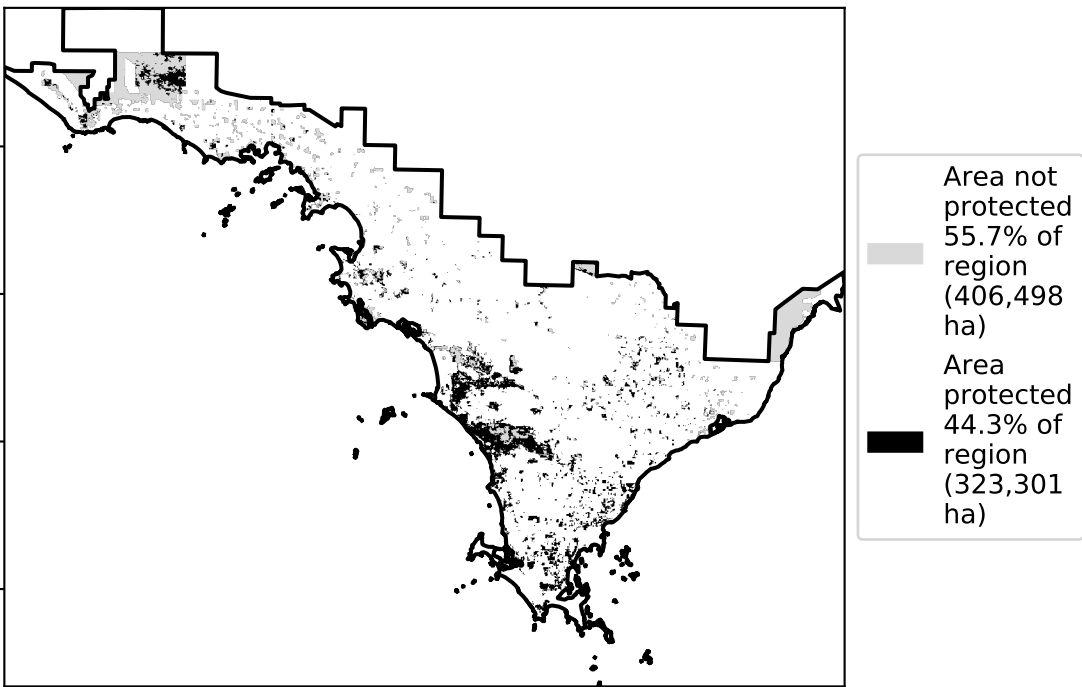 Area not
protected
55.7% of
region
(406,498
ha)
Area
protected
44.3% of
region
(323,301
ha)